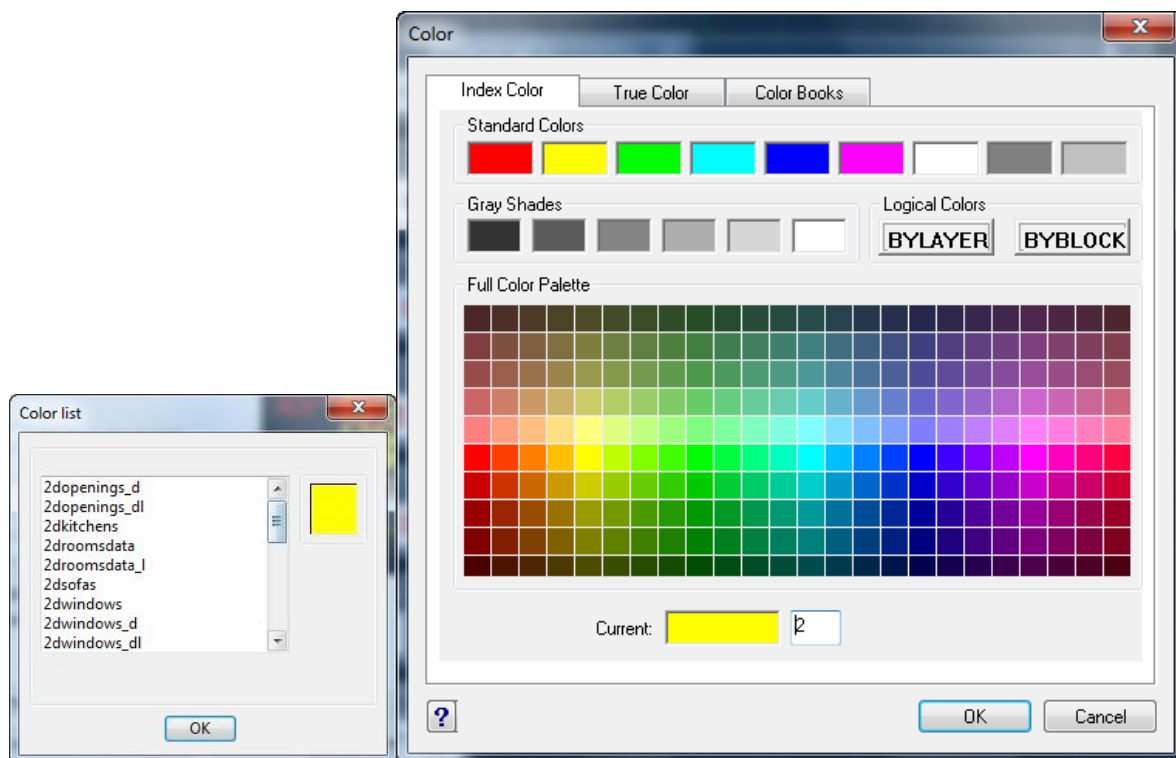 Color
Index Color
True Color
Color Books
Standard Colors
Gray Shades
Logical Colors
BYLAYER
BYBLOCK
Full Color Palette
Current:
2
?
OK
Cancel
Color list
2dopenings_d
2dopenings_dl
2dkitchens
2droomsdata
2droomsdata_l
2dsofas
2dwindows
2dwindows_d
2dwindows_dl
OK